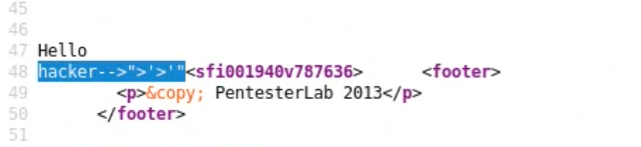 45
46
47 Hello
48 hacker-->">'>'"<sfi001940v787636>      <footer>
49         <p>&copy; PentesterLab 2013</p>
50       </footer>
51